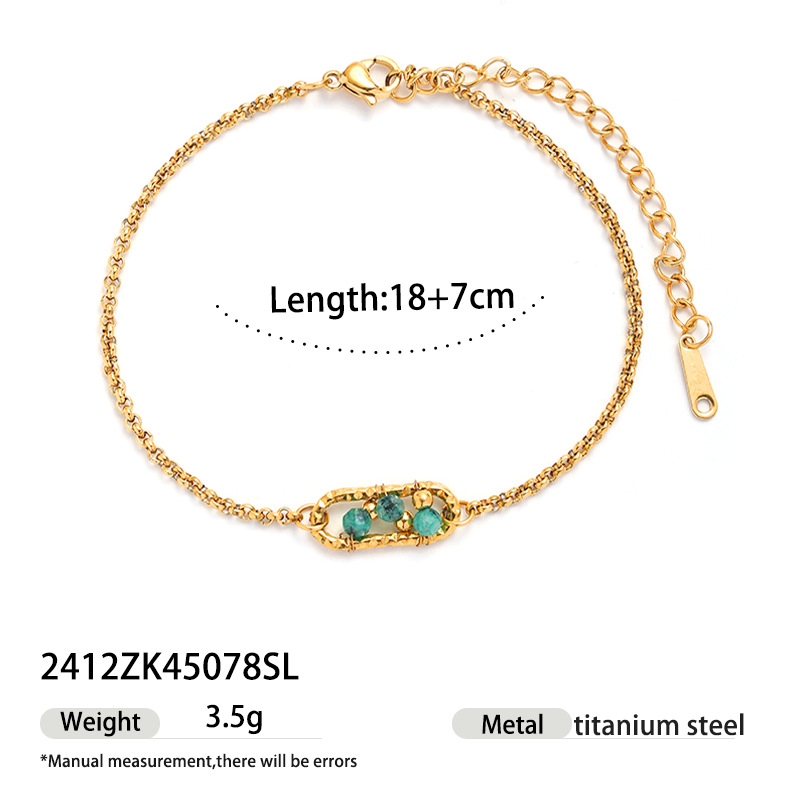 Length:18+7cm
2412ZK45078SL
Weight 3.5g
Metal titanium steel
*Manual measurement,there will be errors